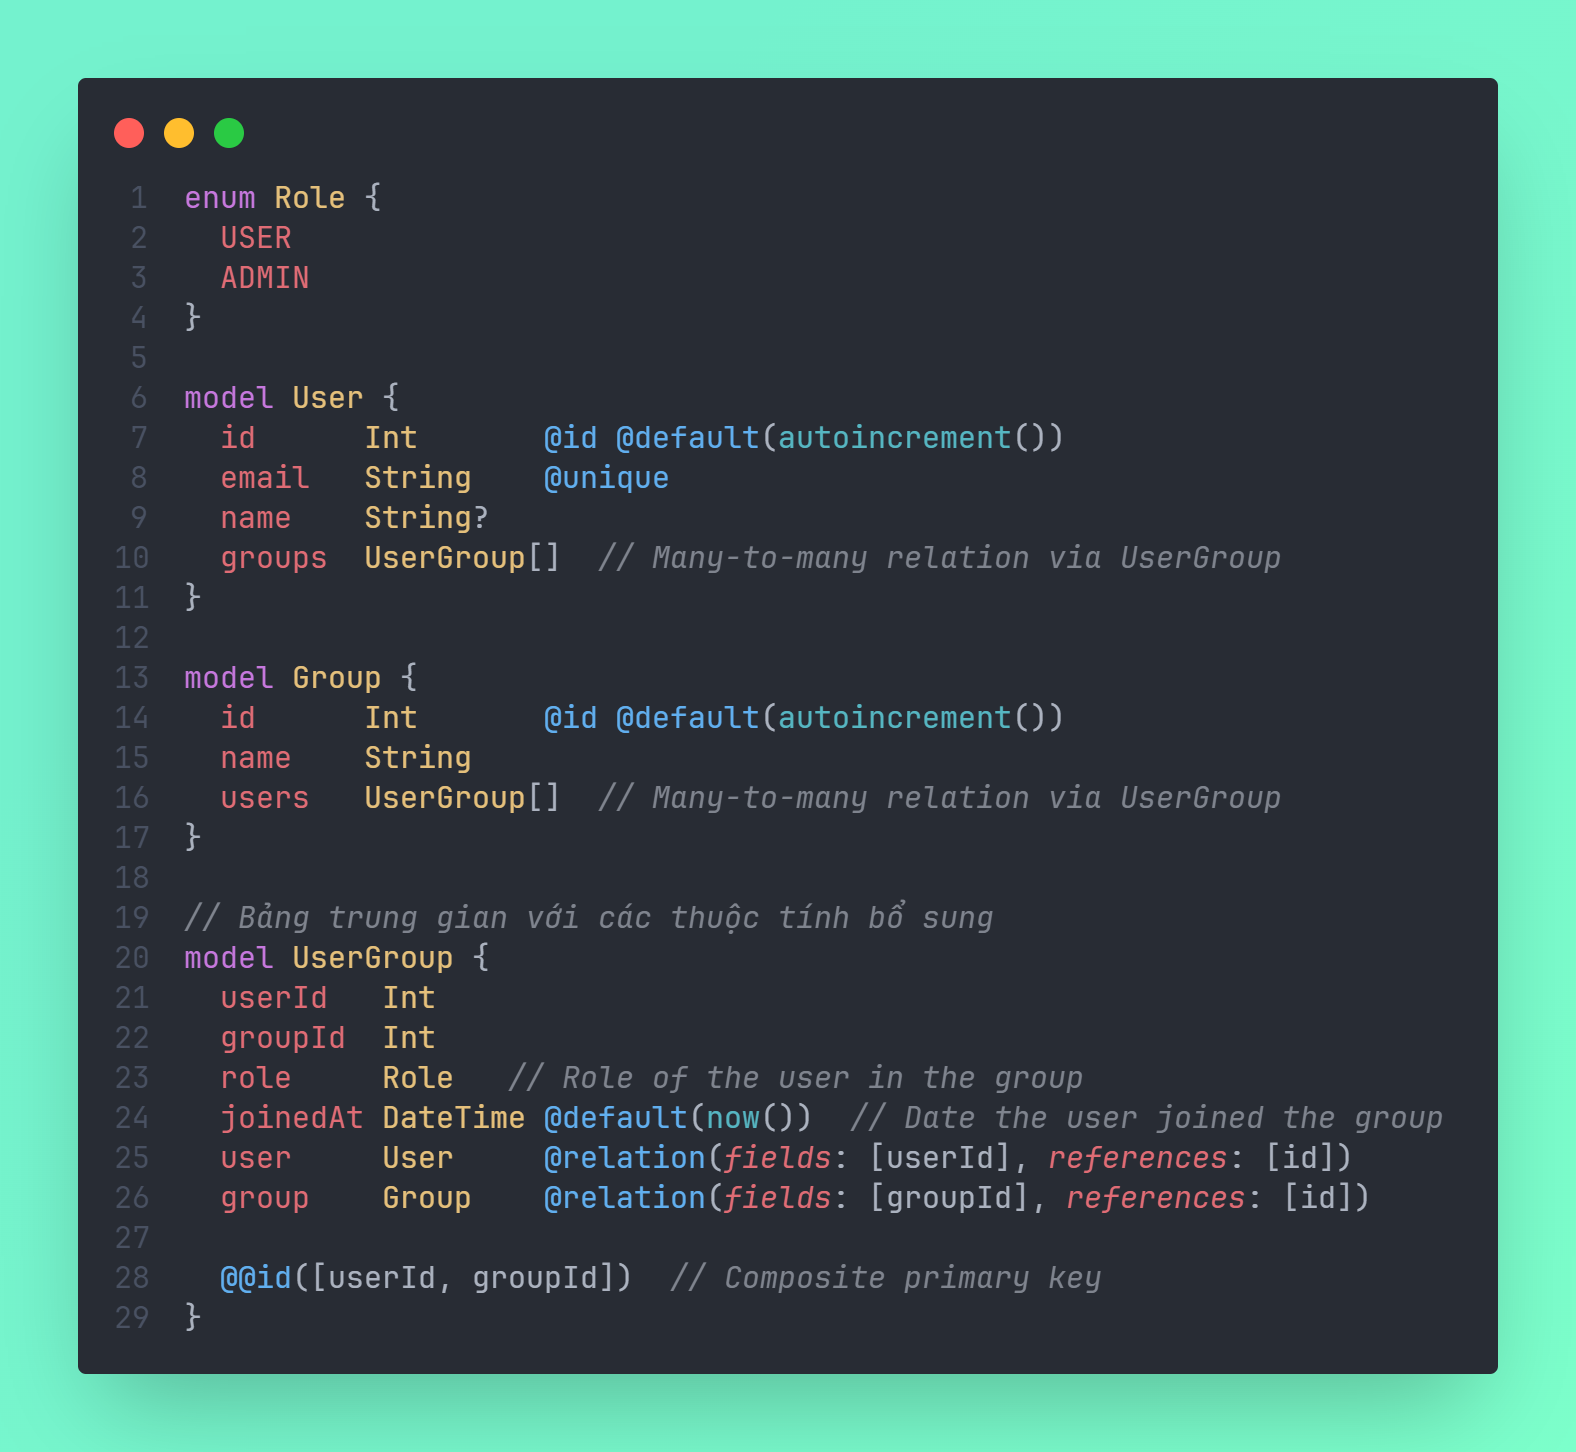 1 enum Role {
2   USER
3   ADMIN
4 }
5
6 model User {
7   id      Int       @id @default(autoincrement())
8   email   String    @unique
9   name    String?
10   groups  UserGroup[]  // Many-to-many relation via UserGroup
11 }
12
13 model Group {
14   id      Int       @id @default(autoincrement())
15   name    String
16   users   UserGroup[]  // Many-to-many relation via UserGroup
17 }
18
19 // Bảng trung gian với các thuộc tính bổ sung
20 model UserGroup {
21   userId   Int
22   groupId  Int
23   role     Role   // Role of the user in the group
24   joinedAt DateTime @default(now())  // Date the user joined the group
25   user     User     @relation(fields: [userId], references: [id])
26   group    Group    @relation(fields: [groupId], references: [id])
27
28   @@id([userId, groupId])  // Composite primary key
29 }